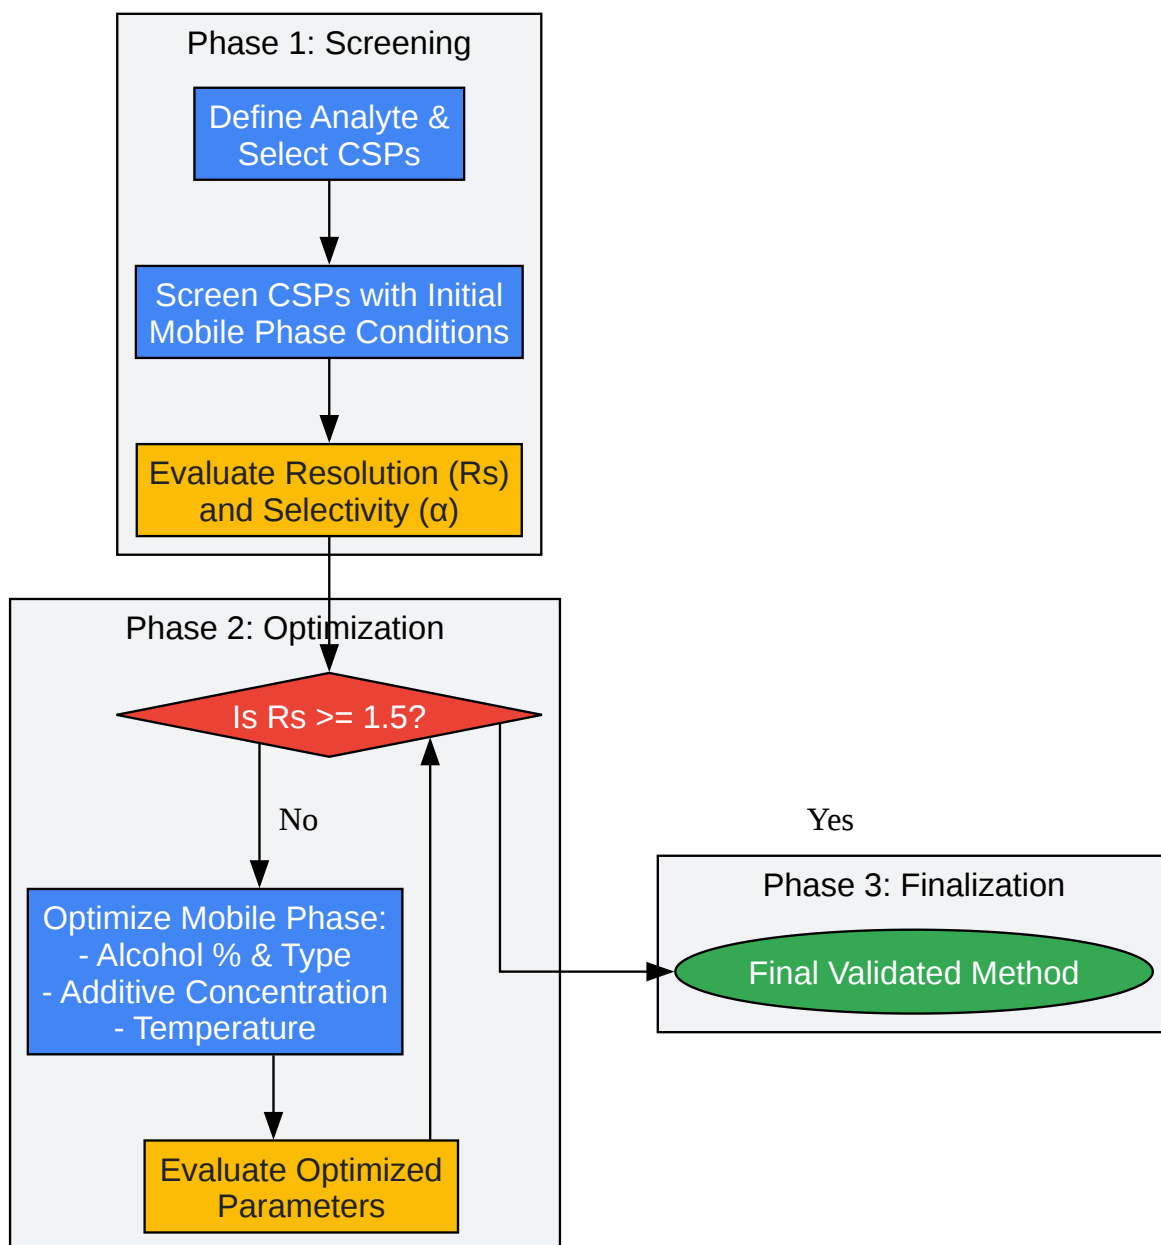 Phase 1: Screening
Define Analyte &
Select CSPs
Screen CSPs with Initial
Mobile Phase Conditions
Evaluate Resolution (Rs)
and Selectivity (α)
Phase 2: Optimization
Is Rs >= 1.5?
No
Yes
Optimize Mobile Phase:
- Alcohol % & Type
- Additive Concentration
- Temperature
Evaluate Optimized
Parameters
Phase 3: Finalization
Final Validated Method